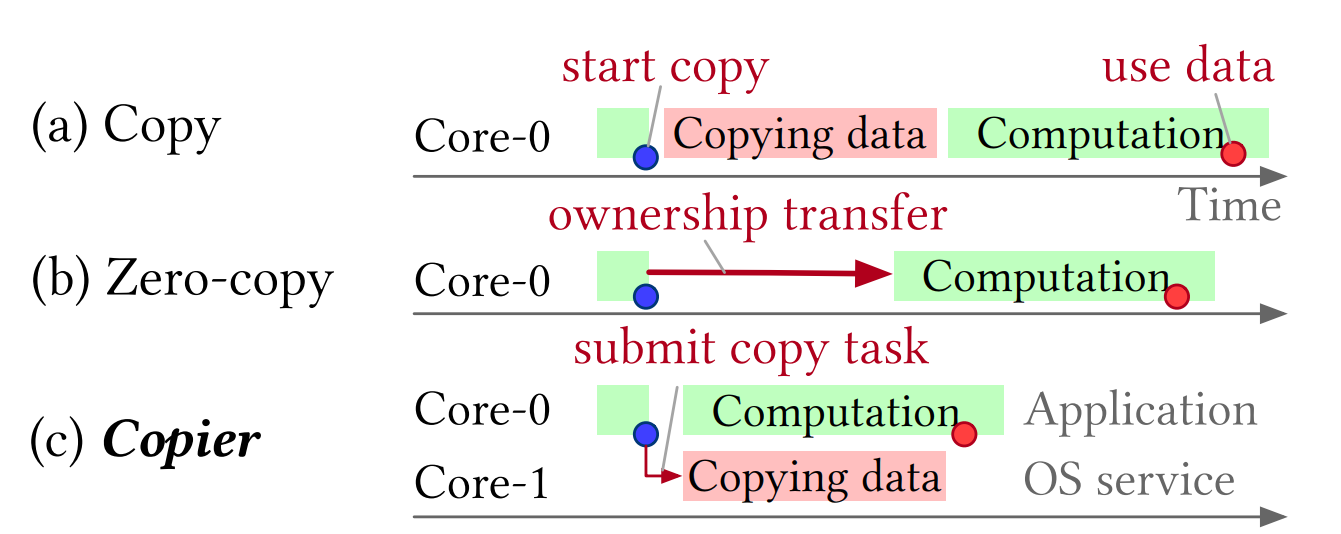 start copy
use data
(a) Copy
Core-0
Copying data
Computation
Time
ownership transfer
(b) Zero-copy
Core-0
Computation
submit copy task
(c) Copier
Core-0
Computation
Application
Core-1
Copying data
OS service